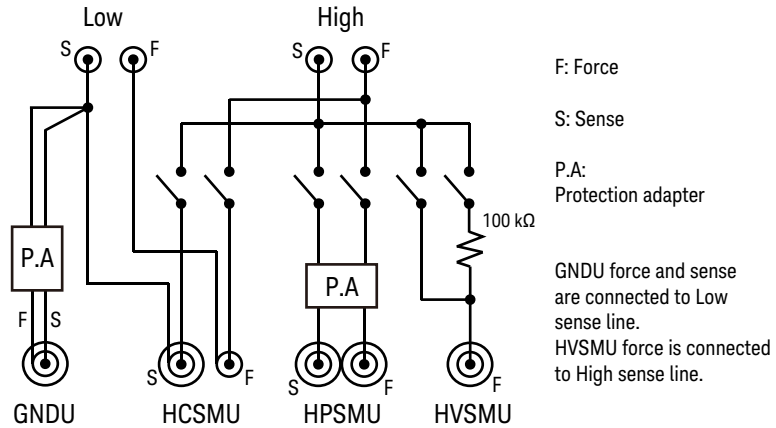 Low
High
S
F
S
F
F: Force
S: Sense
P.A:
Protection adapter
100 kΩ
P.A
P.A
GNDU force and sense
are connected to Low
sense line.
HVSMU force is connected
to High sense line.
F
S
S
F
S
F
F
GNDU
HCSMU
HPSMU
HVSMU